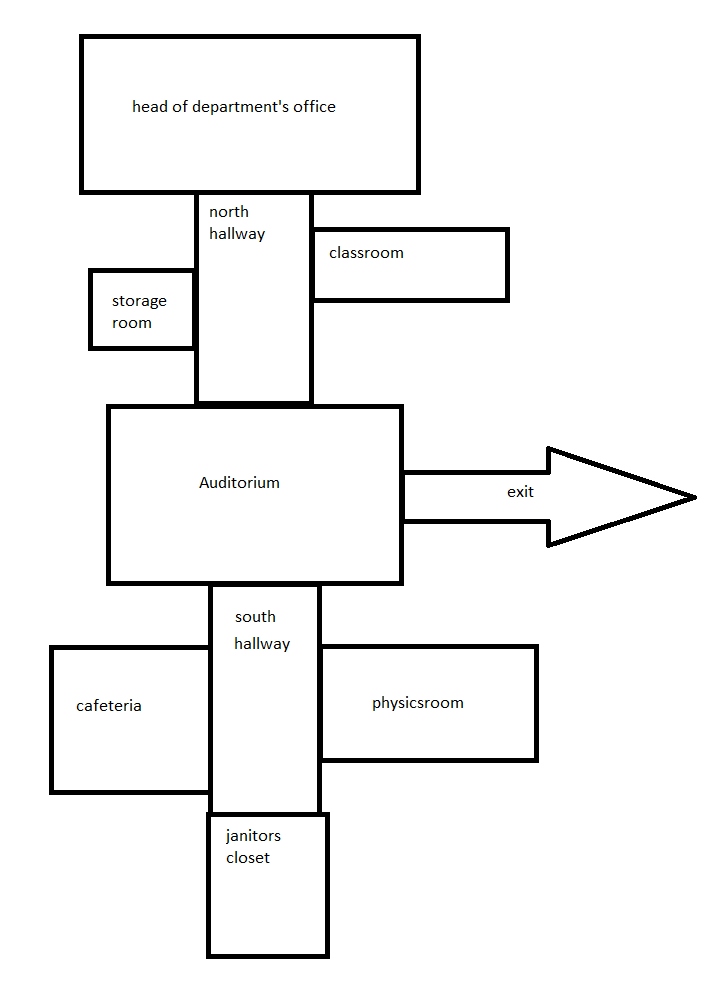 head of department's office
north
hallway
classroom
storage
room
Auditorium
exit
south
hallway
cafeteria
physicsroom
janitors
closet